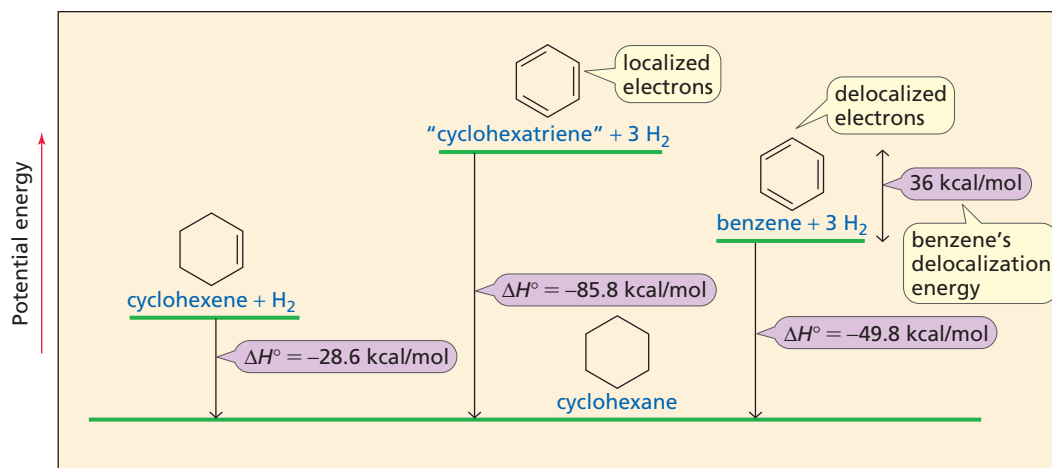 Potential energy
localized
electrons
"cyclohexatriene" + 3 H₂
delocalized
electrons
36 kcal/mol
benzene + 3 H₂
benzene's
delocalization
energy
cyclohexene + H₂
ΔH° = –85.8 kcal/mol
ΔH° = –49.8 kcal/mol
ΔH° = –28.6 kcal/mol
cyclohexane